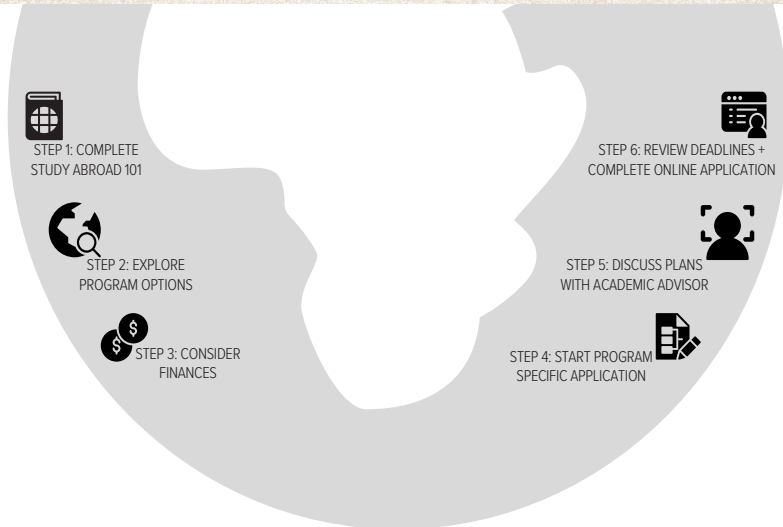 STEP 1: COMPLETE
STUDY ABROAD 101
STEP 2: EXPLORE
PROGRAM OPTIONS
STEP 3: CONSIDER
FINANCES
STEP 4: START PROGRAM
SPECIFIC APPLICATION
STEP 5: DISCUSS PLANS
WITH ACADEMIC ADVISOR
STEP 6: REVIEW DEADLINES +
COMPLETE ONLINE APPLICATION
$
$